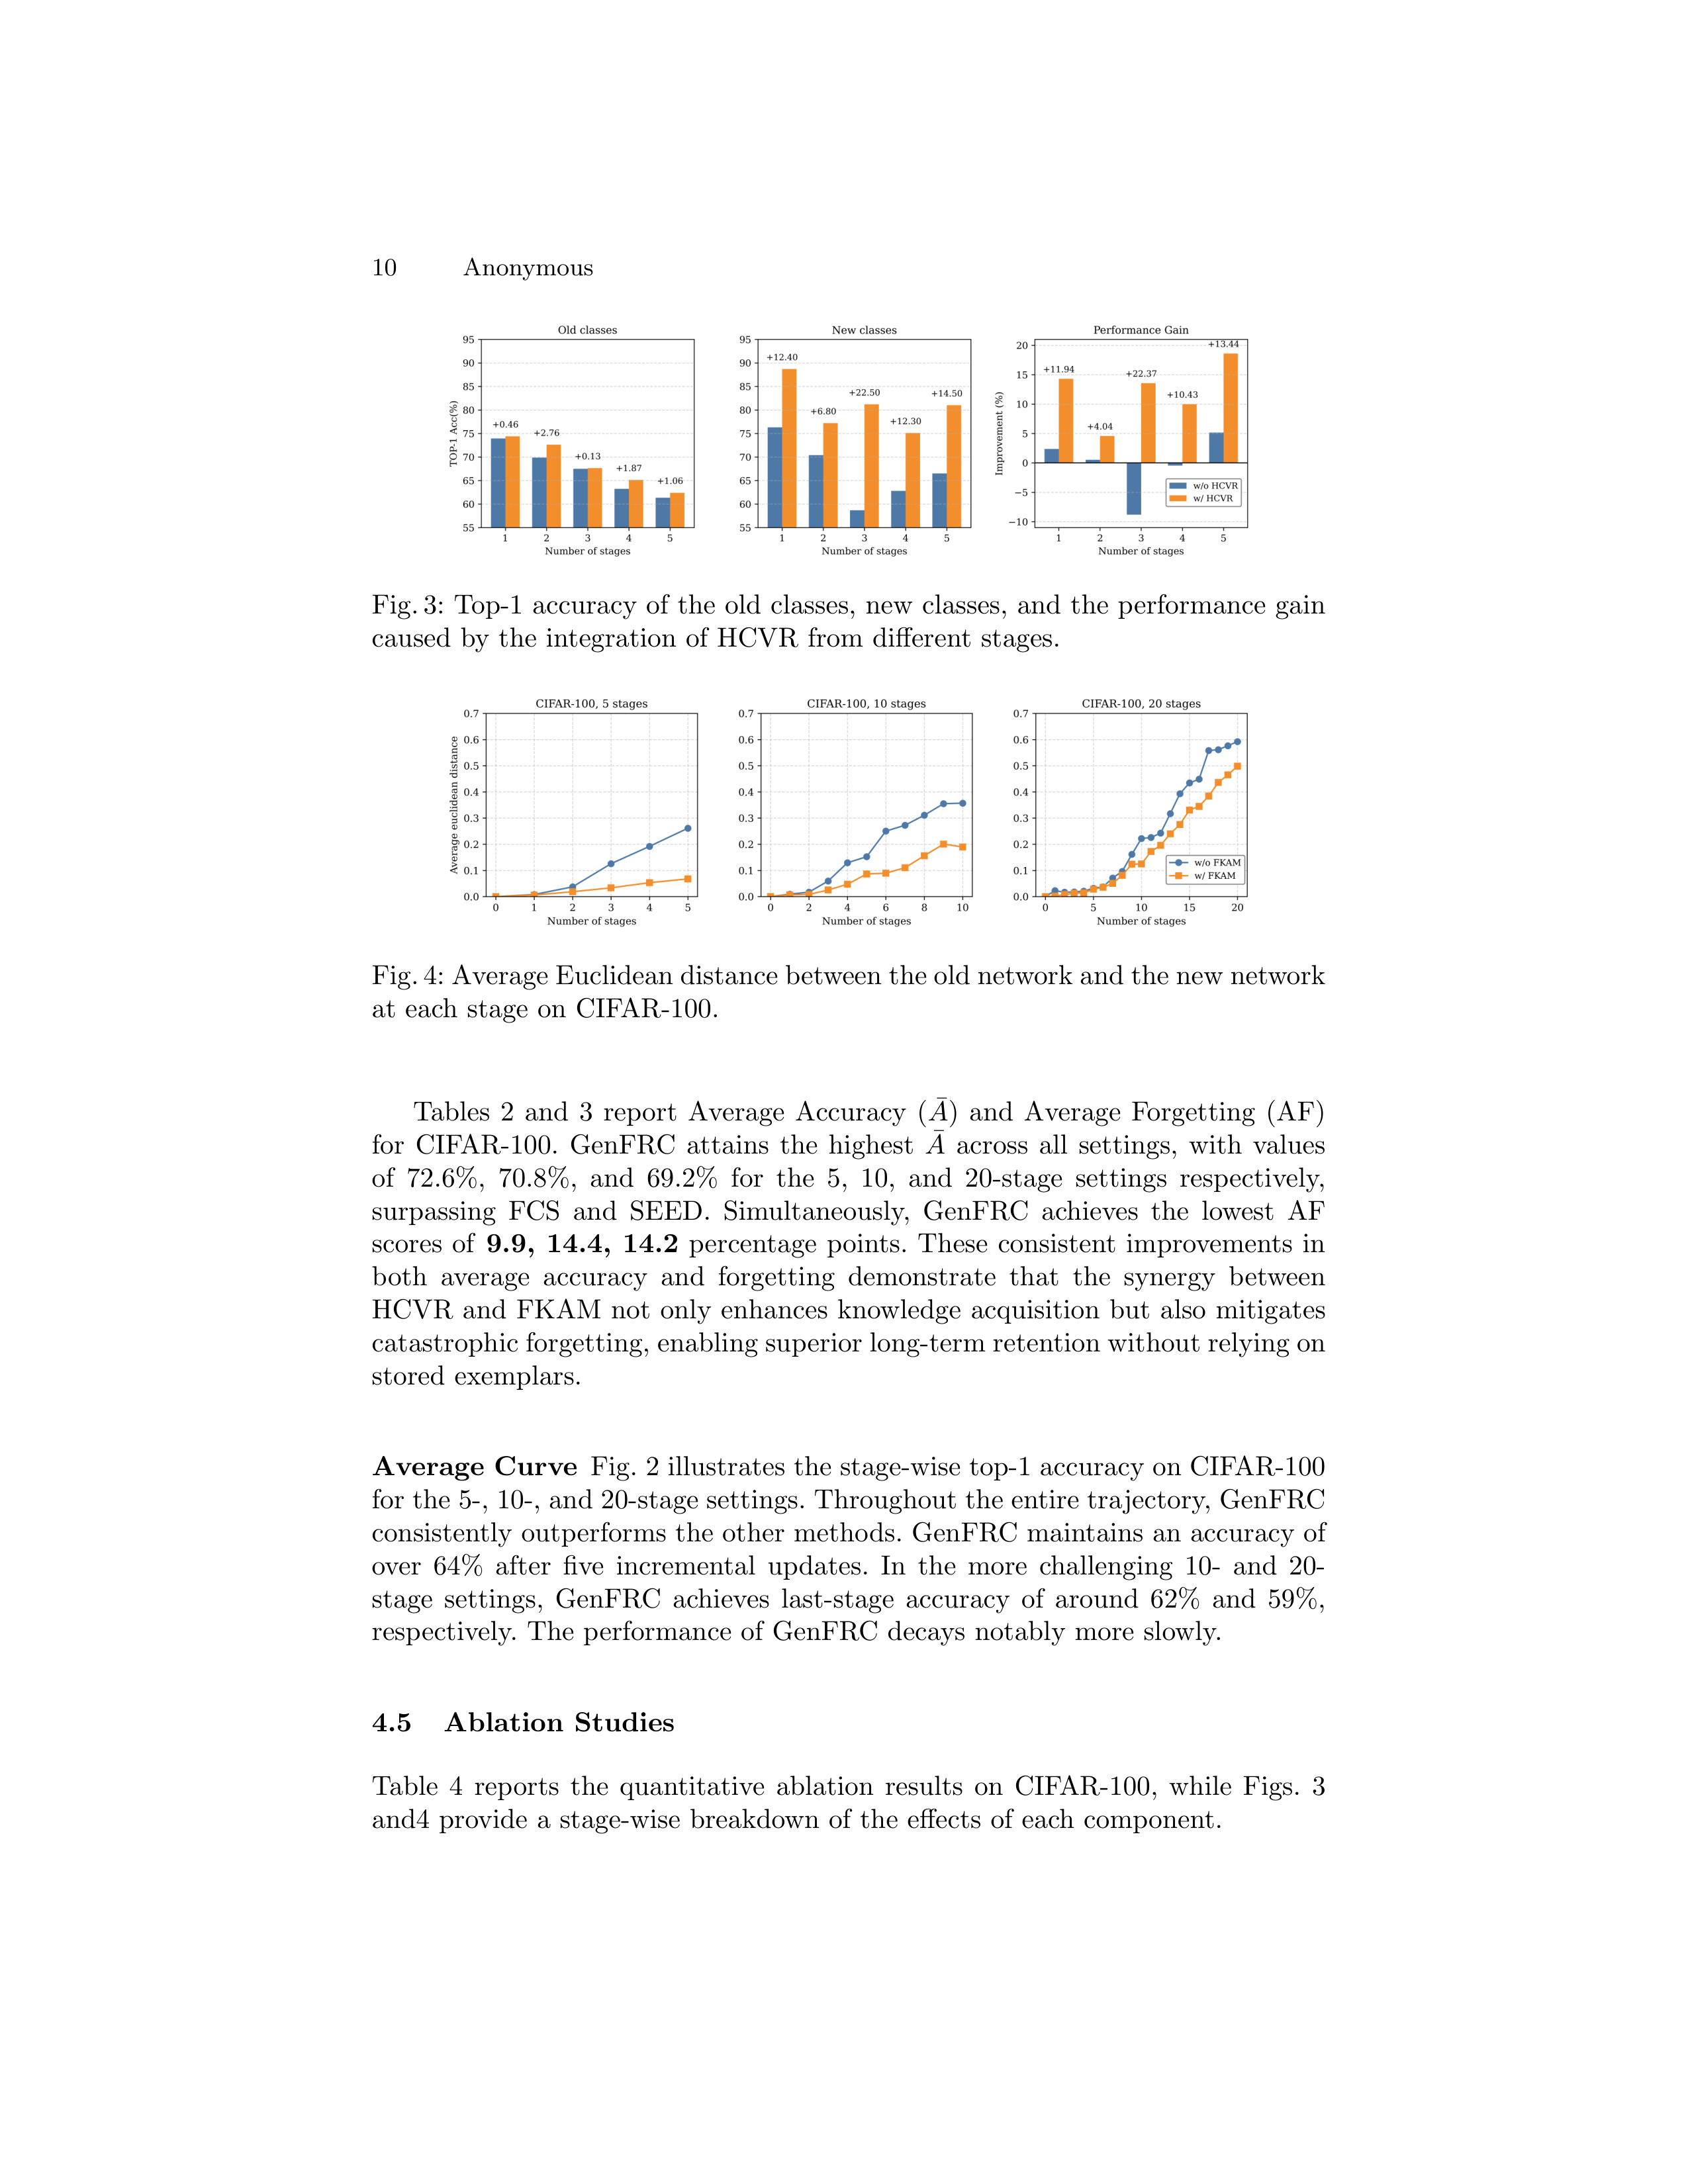 10 Anonymous
Old classes
95
90
85
80
75
70
65
60
55
TOP-1 Acc(%)
+0.46
+2.76
+0.13
+1.87
+1.06
1 2 3 4 5
Number of stages
New classes
95
90
85
80
75
70
65
60
55
+12.40
+6.80
+22.50
+12.30
+14.50
1 2 3 4 5
Number of stages
Performance Gain
20
15
10
5
0
−5
−10
Improvement (%)
+11.94
+4.04
+22.37
+10.43
+13.44
w/o HCVR
w/ HCVR
1 2 3 4 5
Number of stages
Fig. 3: Top-1 accuracy of the old classes, new classes, and the performance gain
caused by the integration of HCVR from different stages.
CIFAR-100, 5 stages
0.7
0.6
0.5
0.4
0.3
0.2
0.1
0.0
Average euclidean distance
0 1 2 3 4 5
Number of stages
CIFAR-100, 10 stages
0.7
0.6
0.5
0.4
0.3
0.2
0.1
0.0
0 2 4 6 8 10
Number of stages
CIFAR-100, 20 stages
0.7
0.6
0.5
0.4
0.3
0.2
0.1
0.0
w/o FKAM
w/ FKAM
0 5 10 15 20
Number of stages
Fig. 4: Average Euclidean distance between the old network and the new network
at each stage on CIFAR-100.
Tables 2 and 3 report Average Accuracy (Ā) and Average Forgetting (AF)
for CIFAR-100. GenFRC attains the highest Ā across all settings, with values
of 72.6%, 70.8%, and 69.2% for the 5, 10, and 20-stage settings respectively,
surpassing FCS and SEED. Simultaneously, GenFRC achieves the lowest AF
scores of 9.9, 14.4, 14.2 percentage points. These consistent improvements in
both average accuracy and forgetting demonstrate that the synergy between
HCVR and FKAM not only enhances knowledge acquisition but also mitigates
catastrophic forgetting, enabling superior long-term retention without relying on
stored exemplars.
Average Curve Fig. 2 illustrates the stage-wise top-1 accuracy on CIFAR-100
for the 5-, 10-, and 20-stage settings. Throughout the entire trajectory, GenFRC
consistently outperforms the other methods. GenFRC maintains an accuracy of
over 64% after five incremental updates. In the more challenging 10- and 20-
stage settings, GenFRC achieves last-stage accuracy of around 62% and 59%,
respectively. The performance of GenFRC decays notably more slowly.
4.5 Ablation Studies
Table 4 reports the quantitative ablation results on CIFAR-100, while Figs. 3
and4 provide a stage-wise breakdown of the effects of each component.